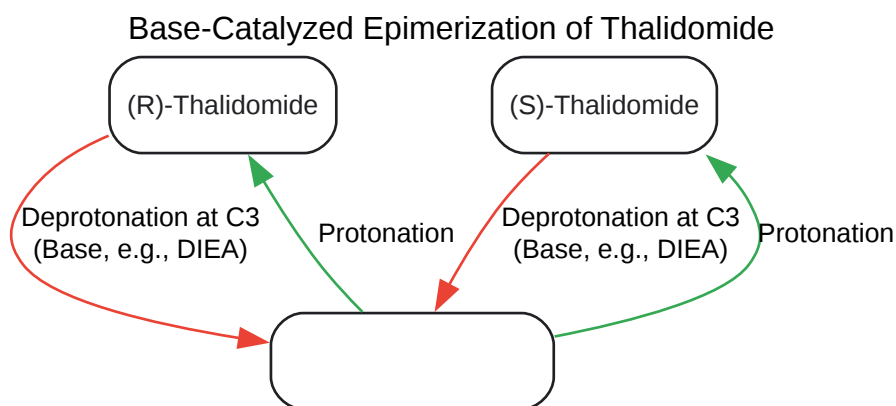 Base-Catalyzed Epimerization of Thalidomide
(R)-Thalidomide
(S)-Thalidomide
Deprotonation at C3
(Base, e.g., DIEA)
Protonation
Deprotonation at C3
(Base, e.g., DIEA)
Protonation